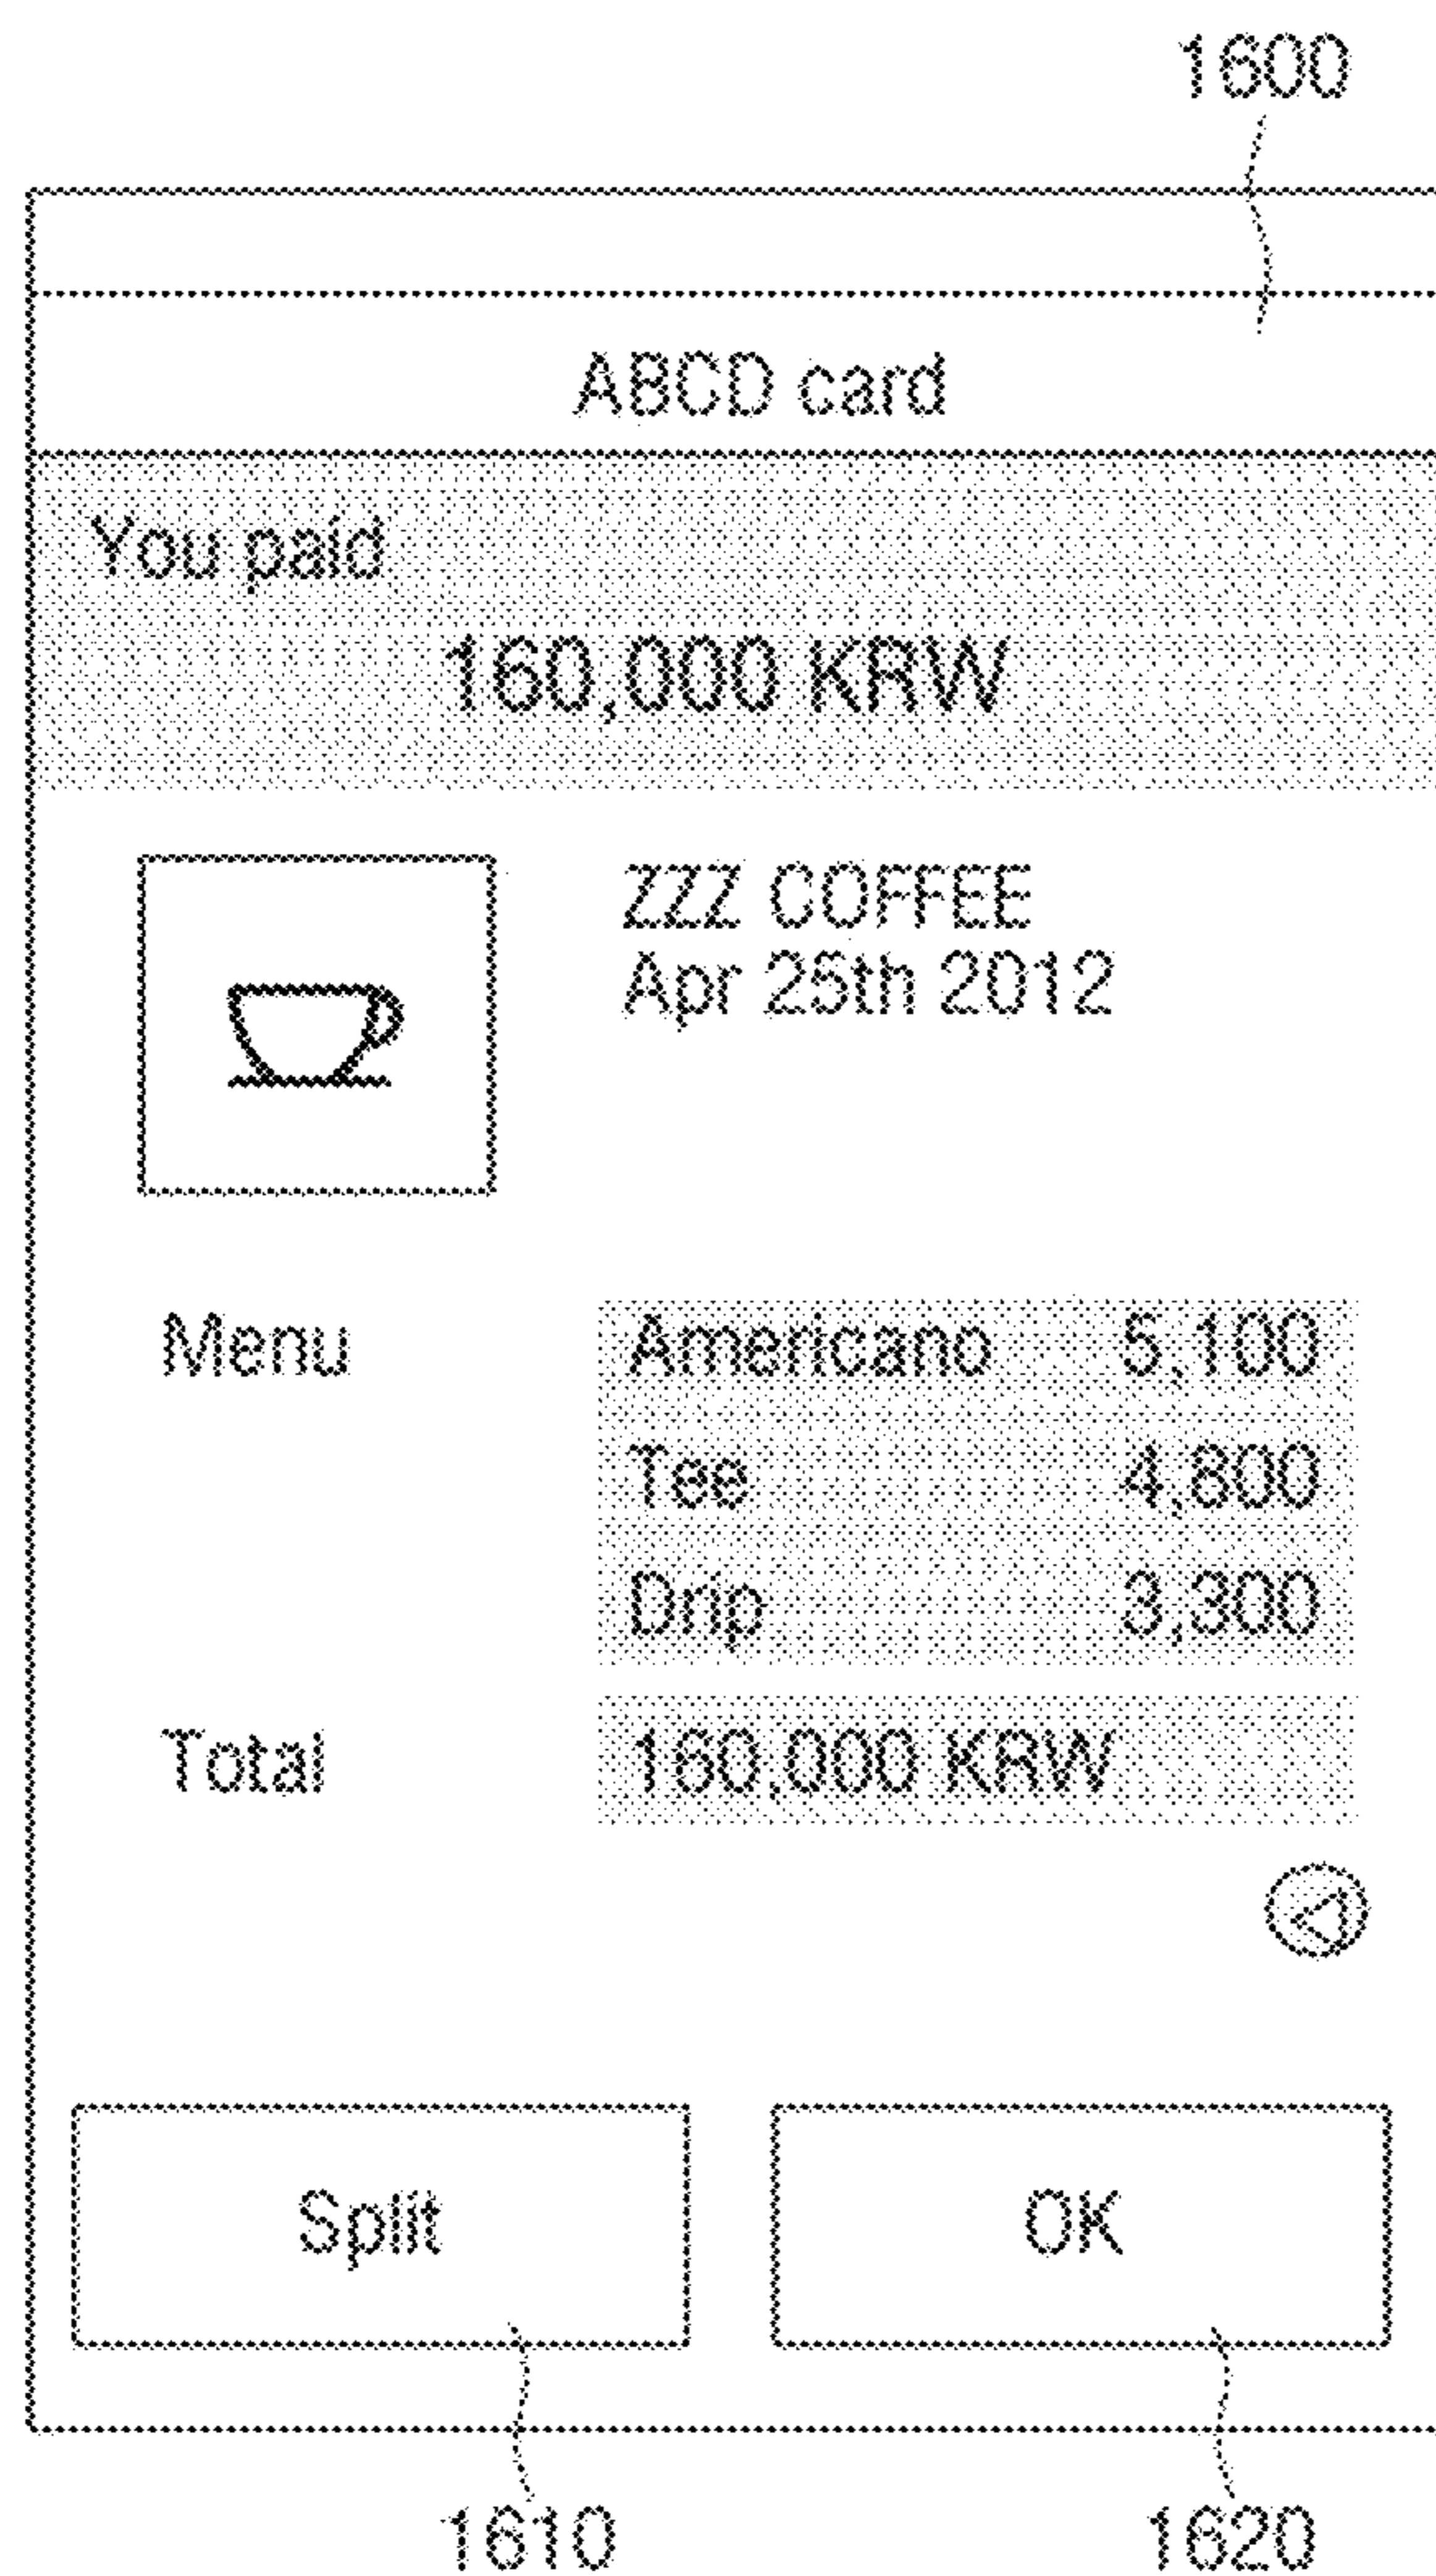 1600
ABCD card
You paid
160,000 KRW
ZZZ COFFEE
Apr 25th 2012
Menu
Americano 5,100
Tee 4,800
Drip 3,300
Total 160,000 KRW
Split OK
1610 1620